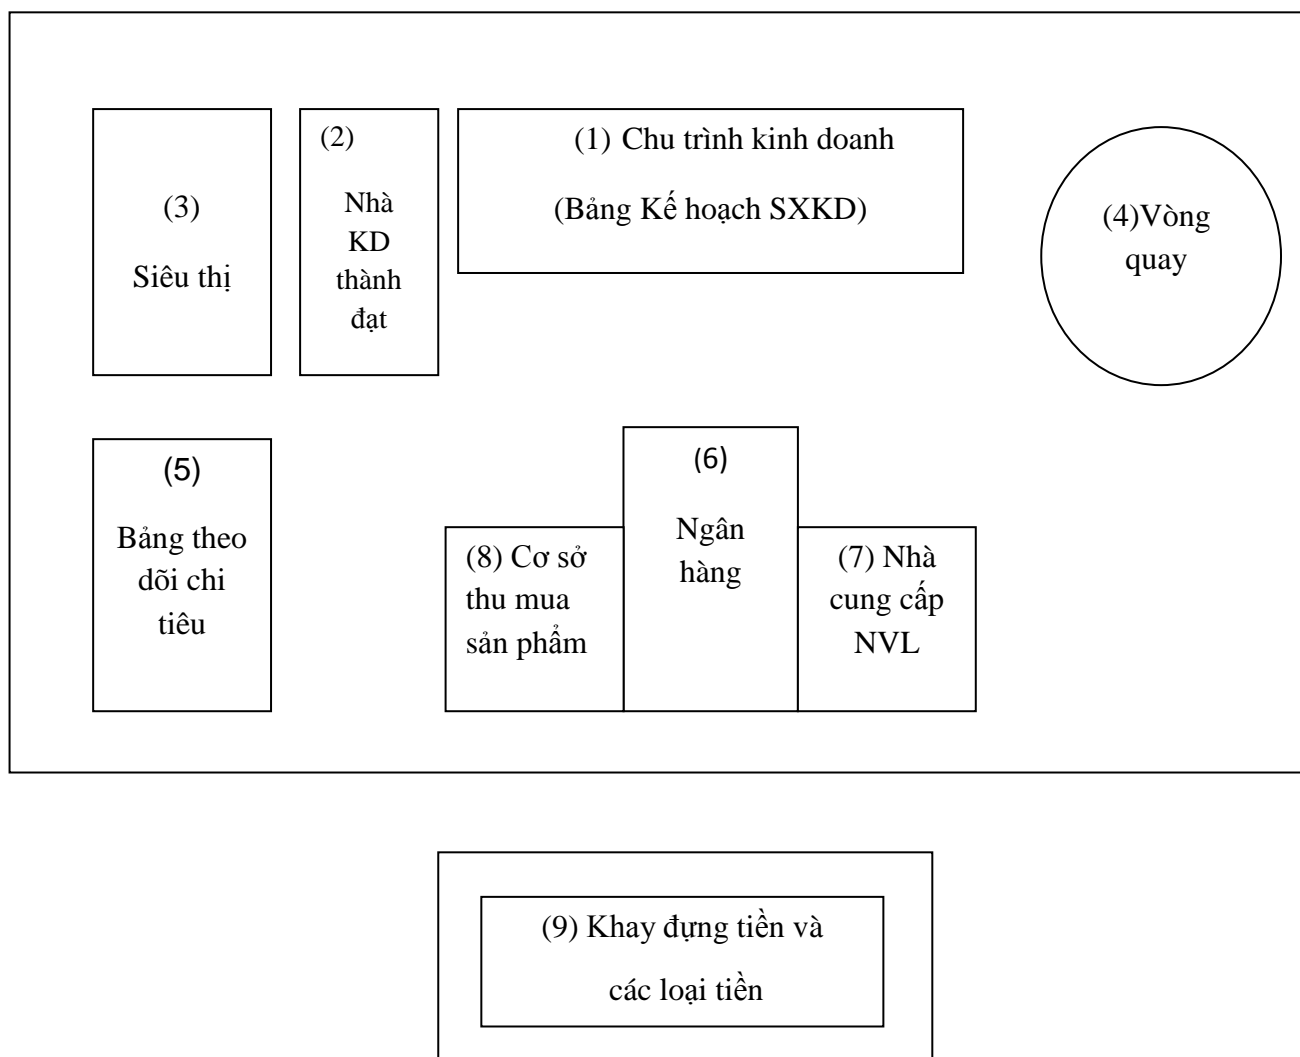 (1) Chu trình kinh doanh
(Bảng Kế hoạch SXKD)
(2)
Nhà
KD
thành
đạt
(3)
Siêu thị
(4)Vòng
quay
(5)
Bảng theo
dõi chi
tiêu
(6)
Ngân
hàng
(8) Cơ sở
thu mua
sản phẩm
(7) Nhà
cung cấp
NVL
(9) Khay đựng tiền và
các loại tiền